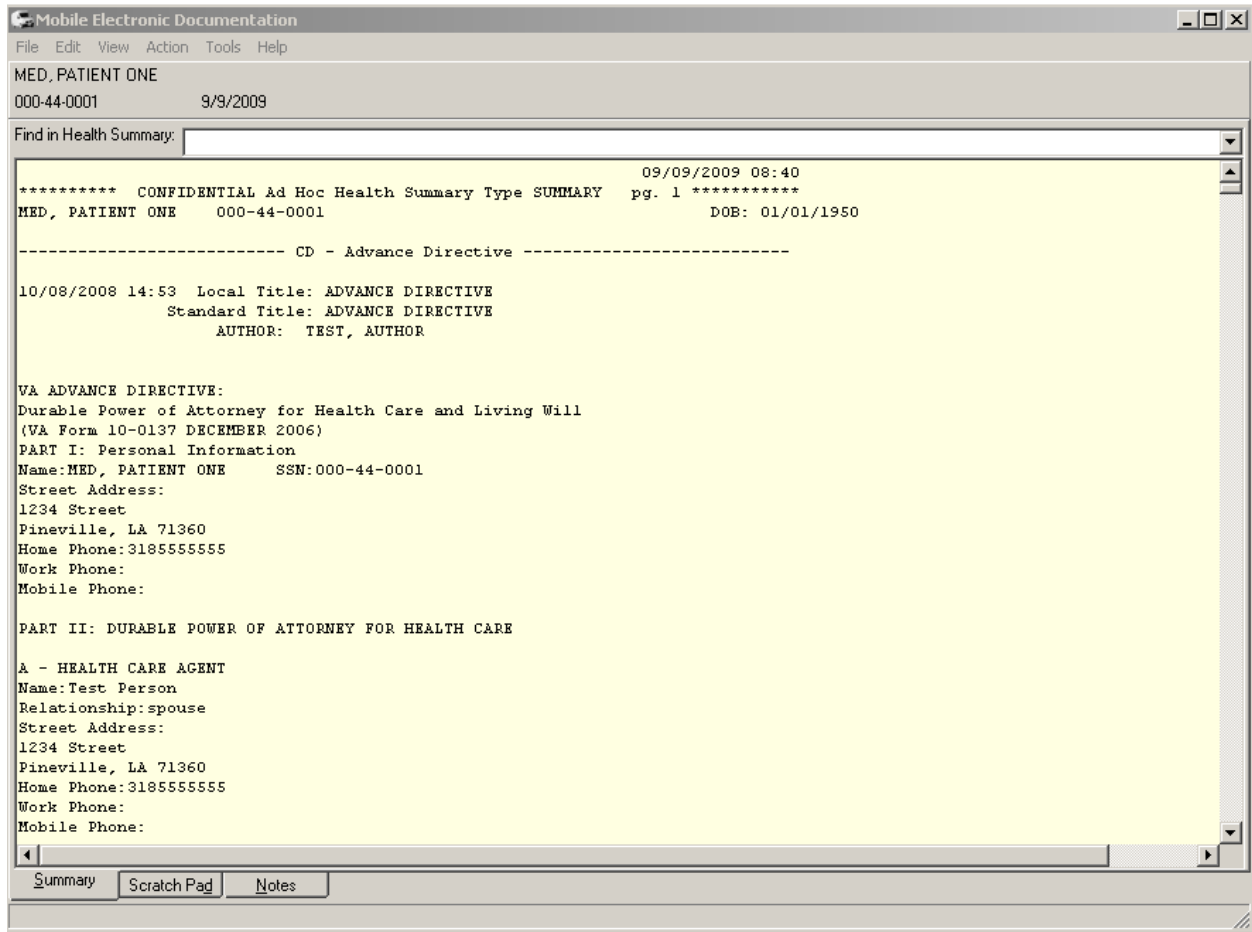 Mobile Electronic Documentation
File Edit View Action Tools Help
MED, PATIENT ONE
000-44-0001 9/9/2009
Find in Health Summary:
09/09/2009 08:40
********** CONFIDENTIAL Ad Hoc Health Summary Type SUMMARY pg. 1 ***********
MED, PATIENT ONE 000-44-0001 DOB: 01/01/1950
--------------------------- CD - Advance Directive ---------------------------
10/08/2008 14:53 Local Title: ADVANCE DIRECTIVE
Standard Title: ADVANCE DIRECTIVE
AUTHOR: TEST, AUTHOR
VA ADVANCE DIRECTIVE:
Durable Power of Attorney for Health Care and Living Will
(VA Form 10-0137 DECEMBER 2006)
PART I: Personal Information
Name:MED, PATIENT ONE SSN:000-44-0001
Street Address:
1234 Street
Pineville, LA 71360
Home Phone:3185555555
Work Phone:
Mobile Phone:
PART II: DURABLE POWER OF ATTORNEY FOR HEALTH CARE
A - HEALTH CARE AGENT
Name:Test Person
Relationship:spouse
Street Address:
1234 Street
Pineville, LA 71360
Home Phone:3185555555
Work Phone:
Mobile Phone:
Summary Scratch Pad Notes